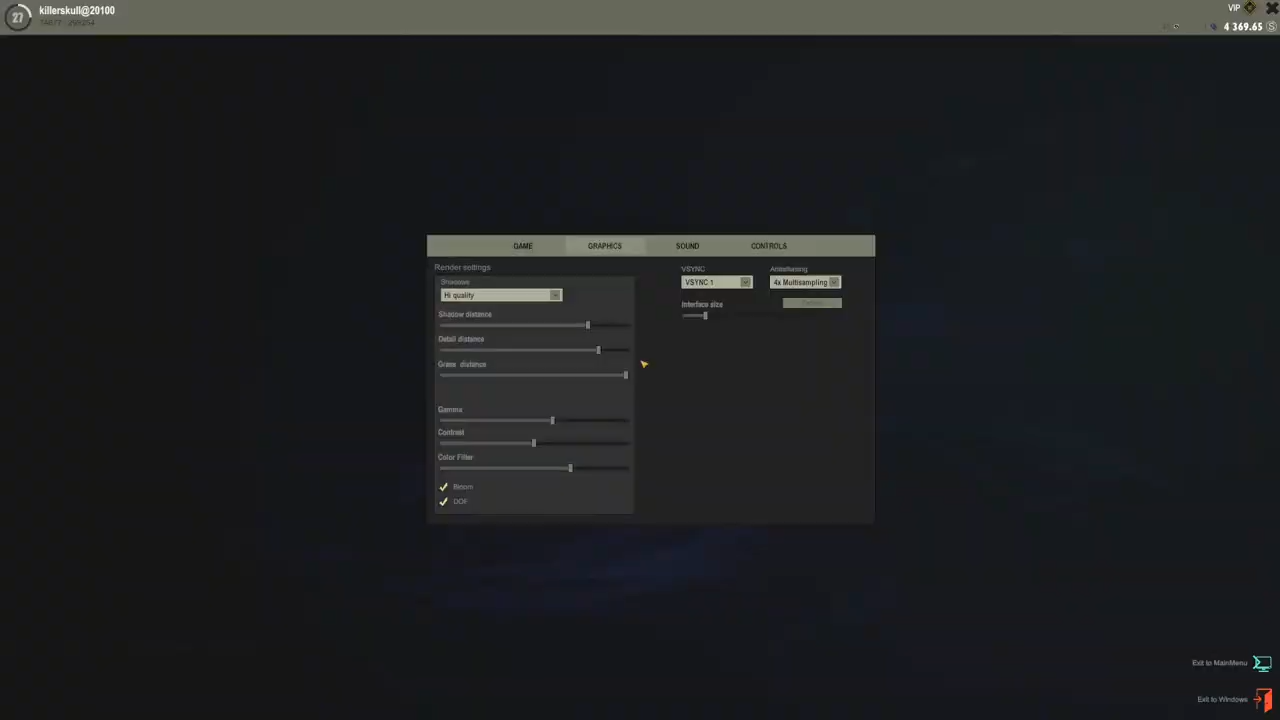 27
killerskull@20100
VIP
4 369.65
GAME GRAPHICS SOUND CONTROLS
Render settings
Shadows
Hi quality
Shadow distance
Detail distance
Grass distance
Gamma
Contrast
Color Filter
Bloom
DOF
VSYNC
VSYNC 1
Antialiasing
4x Multisampling
Interface size
Exit to MainMenu
Exit to Windows